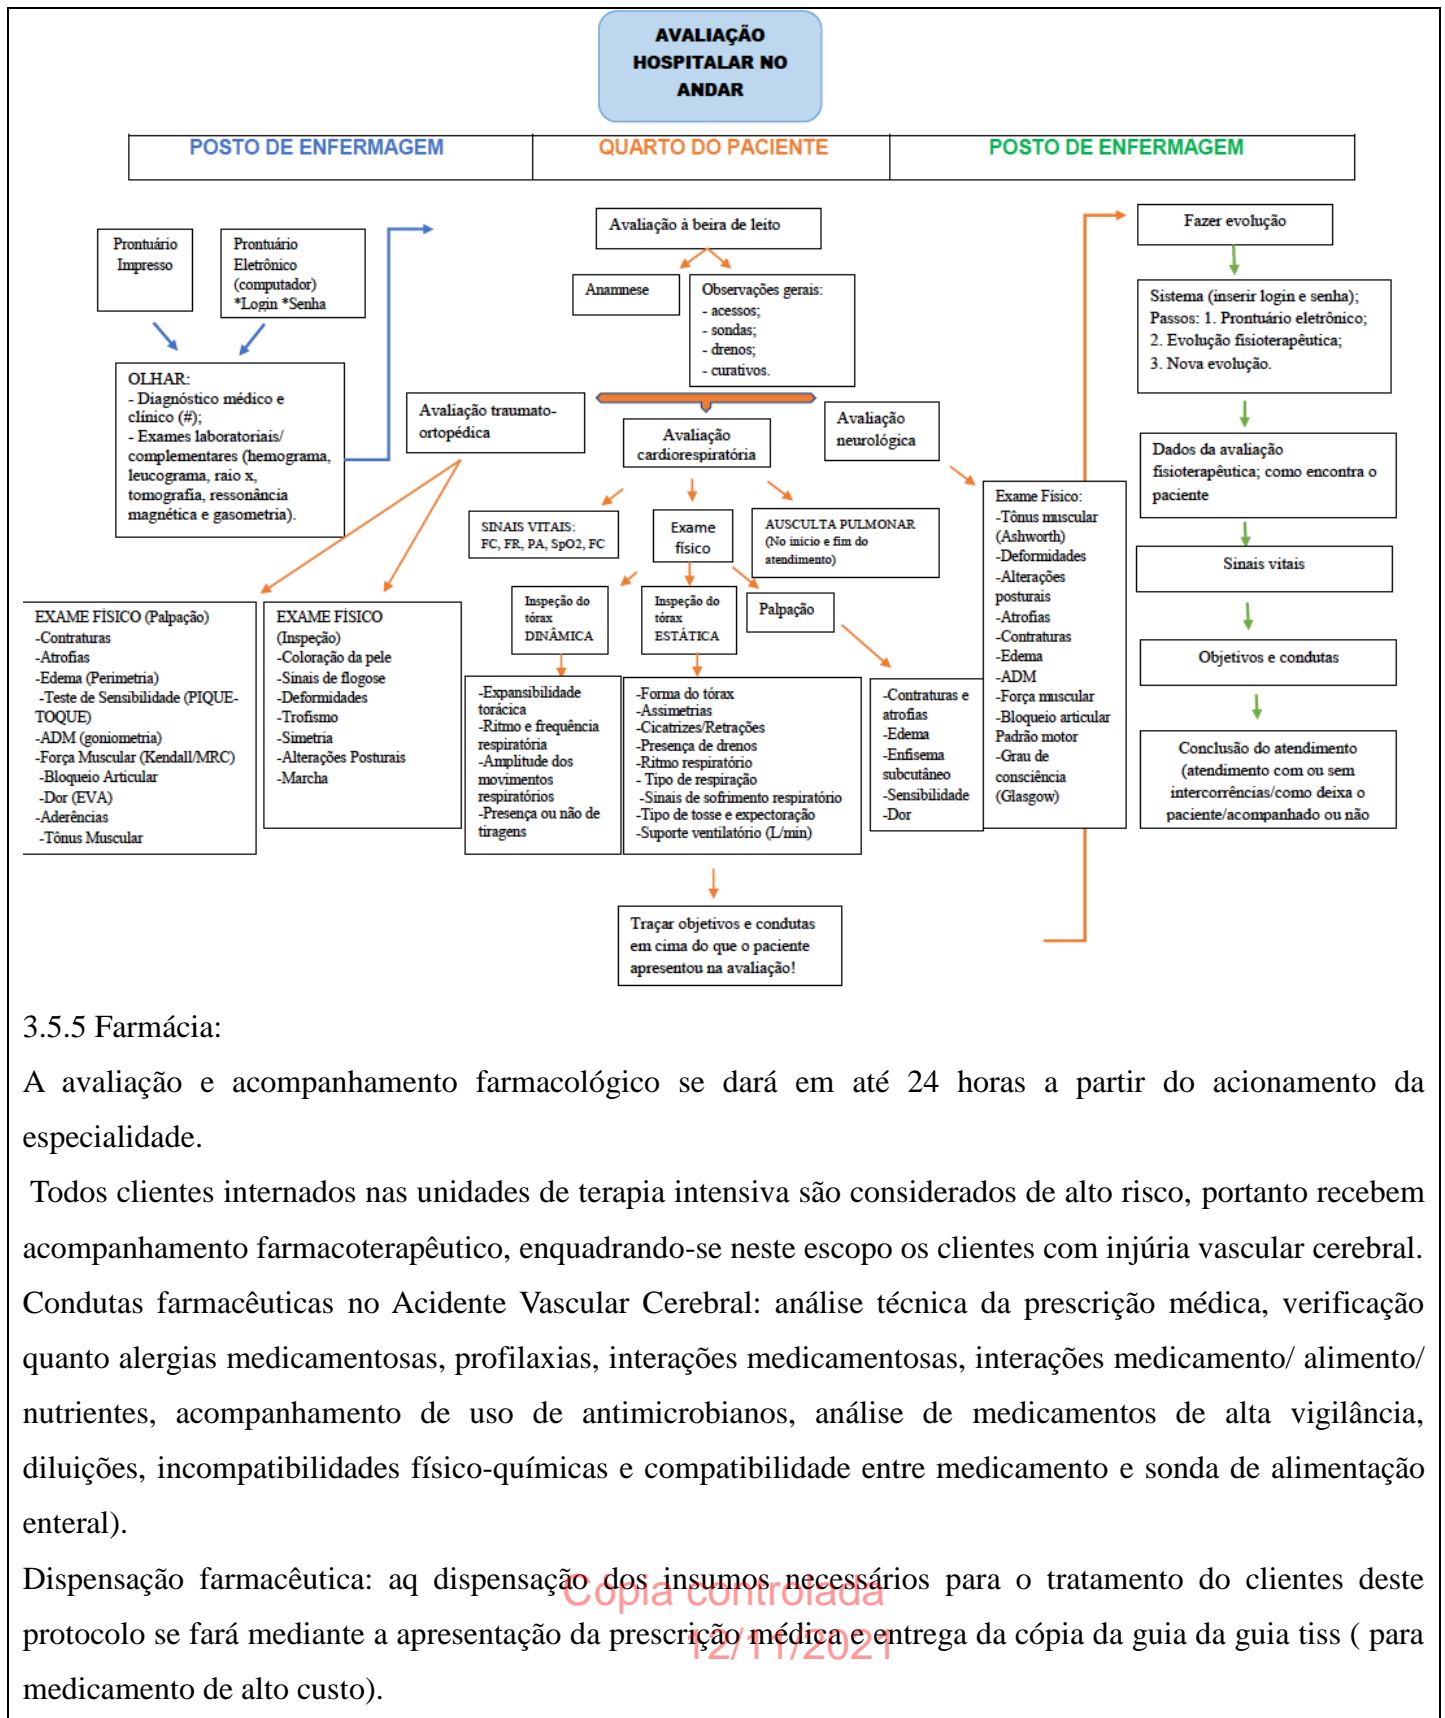 AVALIAÇÃO
HOSPITALAR NO
ANDAR
POSTO DE ENFERMAGEM
QUARTO DO PACIENTE
POSTO DE ENFERMAGEM
Prontuário
Impresso
Prontuário
Eletrônico
(computador)
*Login *Senha
OLHAR:
- Diagnóstico médico e
clínico (#);
- Exames laboratoriais/
complementares (hemograma,
leucograma, raio x,
tomografia, ressonância
magnética e gasometria).
Avaliação à beira de leito
Anamnese
Observações gerais:
- acessos;
- sondas;
- drenos;
- curativos.
Avaliação traumato-
ortopédica
Avaliação
cardiorespiratória
Avaliação
neurológica
EXAME FÍSICO (Palpação)
-Contraturas
-Atrofias
-Edema (Perimetria)
-Teste de Sensibilidade (PIQUE-
TOQUE)
-ADM (goniometria)
-Força Muscular (Kendall/MRC)
-Bloqueio Articular
-Dor (EVA)
-Aderências
-Tônus Muscular
EXAME FÍSICO
(Inspeção)
-Coloração da pele
-Sinais de flogose
-Deformidades
-Trofismo
-Simetria
-Alterações Posturais
-Marcha
SINAIS VITAIS:
FC, FR, PA, SpO2, FC
Exame
físico
AUSCULTA PULMONAR
(No inicio e fim do
atendimento)
Inspeção do
tórax
DINÂMICA
Inspeção do
tórax
ESTÁTICA
Palpação
-Expansibilidade
torácica
-Ritmo e frequência
respiratória
-Amplitude dos
movimentos
respiratórios
-Presença ou não de
tiragens
-Forma do tórax
-Assimetrias
-Cicatrizes/Retrações
-Presença de drenos
-Ritmo respiratório
- Tipo de respiração
-Sinais de sofrimento respiratório
-Tipo de tosse e expectoração
-Suporte ventilatório (L/min)
-Contraturas e
atrofias
-Edema
-Enfisema
subcutâneo
-Sensibilidade
-Dor
Exame Físico:
-Tônus muscular
(Ashworth)
-Deformidades
-Alterações
posturais
-Atrofias
-Contraturas
-Edema
-ADM
-Força muscular
-Bloqueio articular
Padrão motor
-Grau de
consciência
(Glasgow)
Traçar objetivos e condutas
em cima do que o paciente
apresentou na avaliação!
Fazer evolução
Sistema (inserir login e senha);
Passos: 1. Prontuário eletrônico;
2. Evolução fisioterapêutica;
3. Nova evolução.
Dados da avaliação
fisioterapêutica; como encontra o
paciente
Sinais vitais
Objetivos e condutas
Conclusão do atendimento
(atendimento com ou sem
intercorrências/como deixa o
paciente/acompanhado ou não
3.5.5 Farmácia:
A avaliação e acompanhamento farmacológico se dará em até 24 horas a partir do acionamento da
especialidade.
Todos clientes internados nas unidades de terapia intensiva são considerados de alto risco, portanto recebem
acompanhamento farmacoterapêutico, enquadrando-se neste escopo os clientes com injúria vascular cerebral.
Condutas farmacêuticas no Acidente Vascular Cerebral: análise técnica da prescrição médica, verificação
quanto alergias medicamentosas, profilaxias, interações medicamentosas, interações medicamento/ alimento/
nutrientes, acompanhamento de uso de antimicrobianos, análise de medicamentos de alta vigilância,
diluições, incompatibilidades físico-químicas e compatibilidade entre medicamento e sonda de alimentação
enteral).
Dispensação farmacêutica: aq dispensação dos insumos necessários para o tratamento do clientes deste
protocolo se fará mediante a apresentação da prescrição médica e entrega da cópia da guia da guia tiss ( para
medicamento de alto custo).
Cópia controlada
12/11/2021